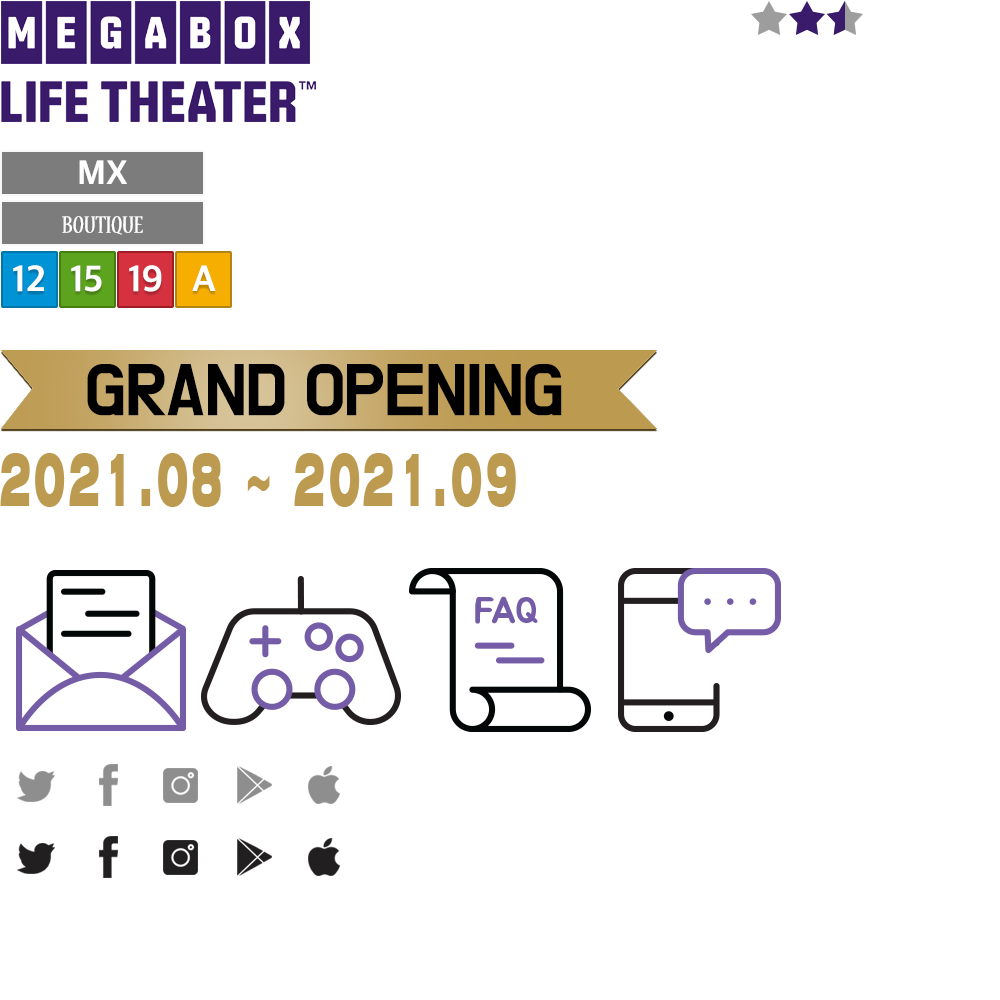 MEGABOX
LIFE THEATER™
MX
BOUTIQUE
12 15 19 A
GRAND OPENING
2021.08 ~ 2021.09
FAQ